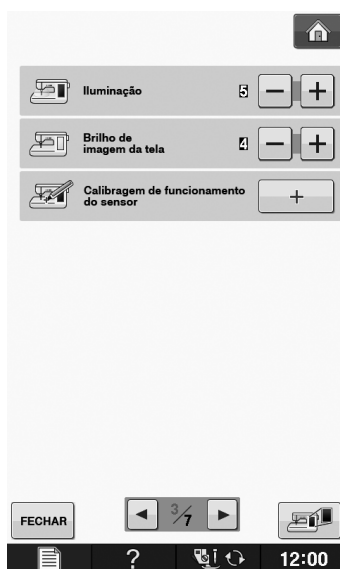 Iluminação 5 − +
Brilho de
imagem da tela 4 − +
Calibragem de funcionamento
do sensor +
FECHAR 3/7
? 12:00